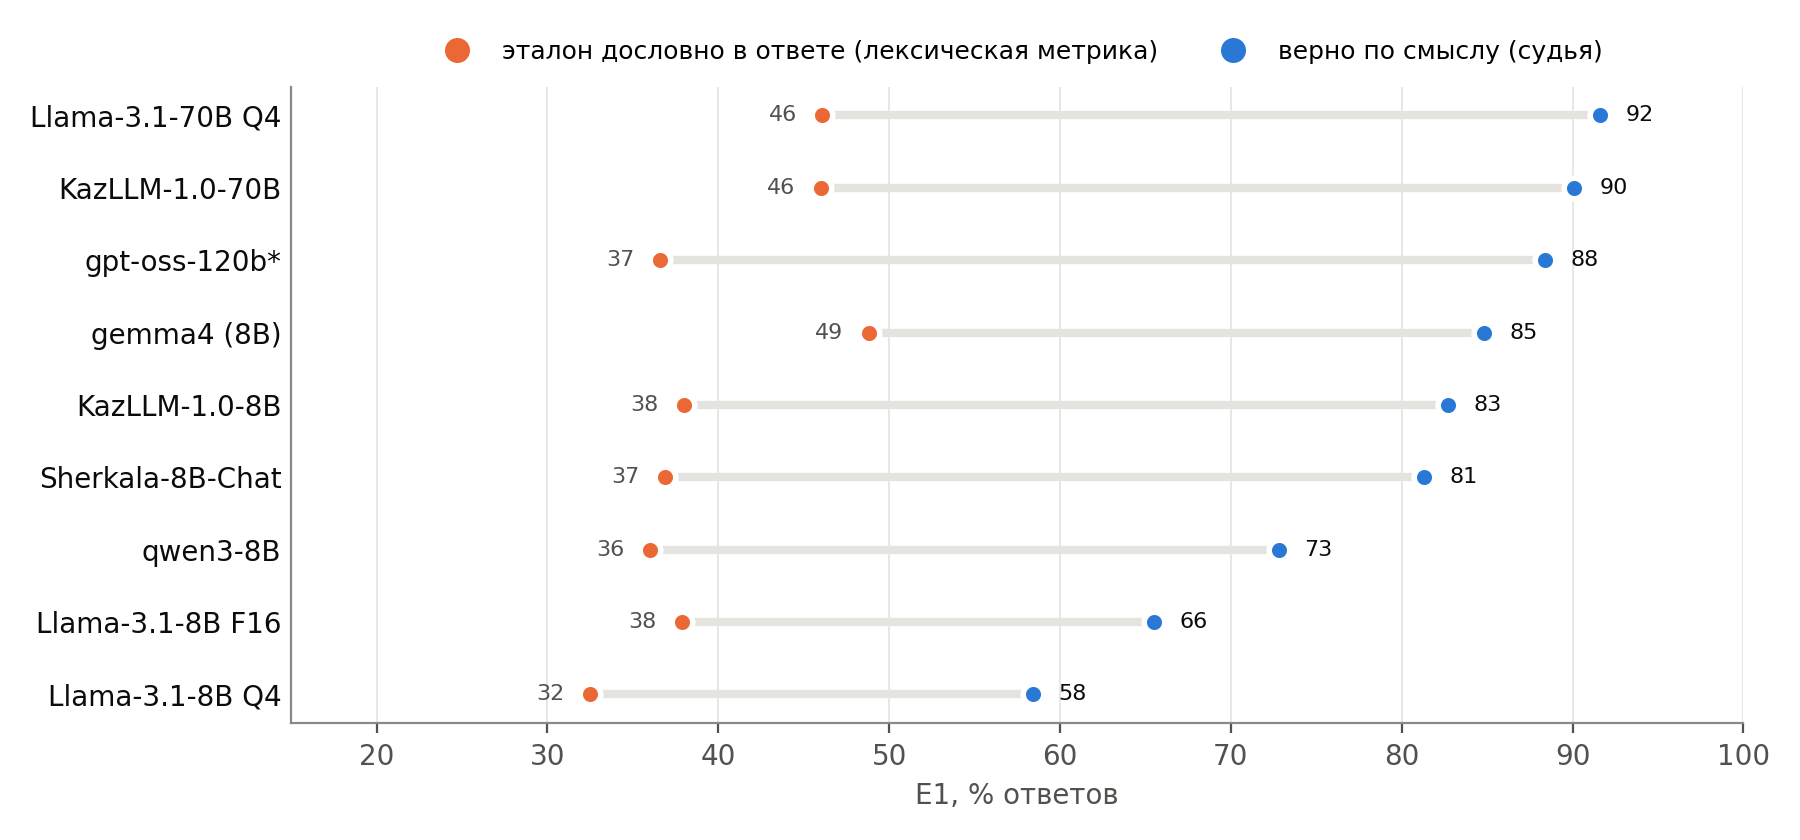 эталон дословно в ответе (лексическая метрика) верно по смыслу (судья)
Llama-3.1-70B Q4 46 92
KazLLM-1.0-70B 46 90
gpt-oss-120b* 37 88
gemma4 (8B) 49 85
KazLLM-1.0-8B 38 83
Sherkala-8B-Chat 37 81
qwen3-8B 36 73
Llama-3.1-8B F16 38 66
Llama-3.1-8B Q4 32 58
20 30 40 50 60 70 80 90 100
E1, % ответов